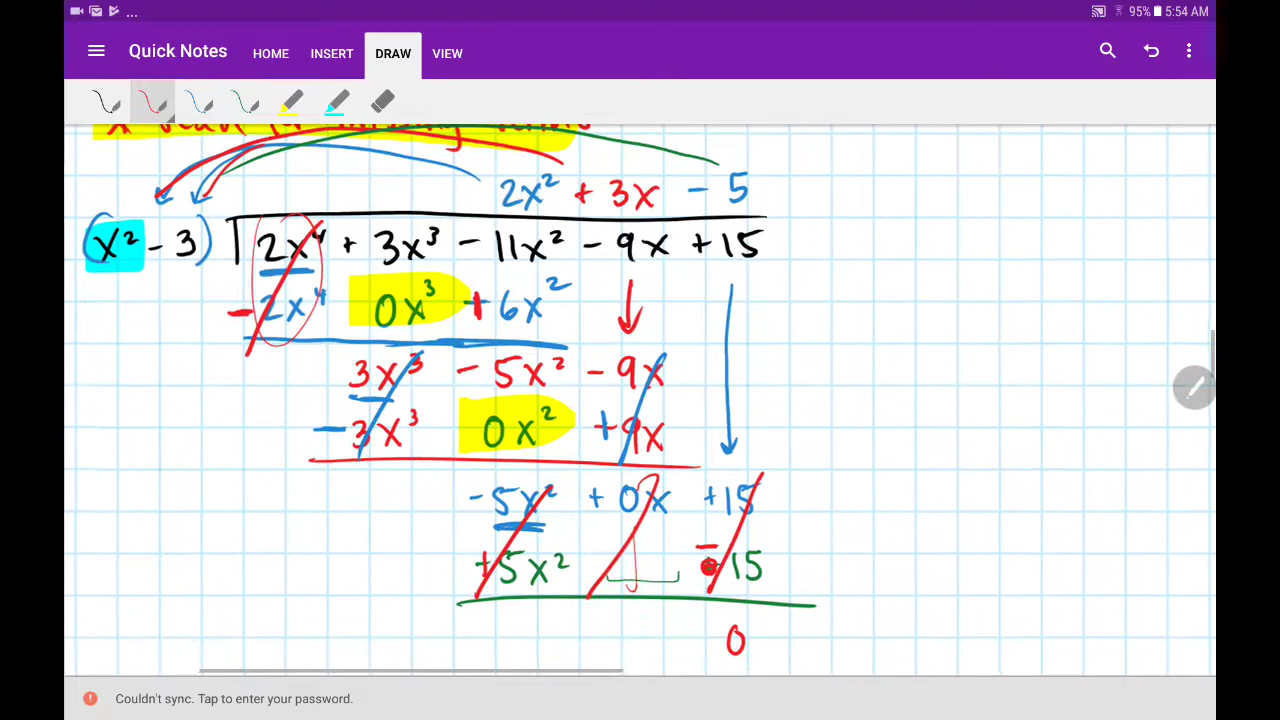 ... 95% 5:54 AM
Quick Notes HOME INSERT DRAW VIEW
2x² + 3x - 5
(x² - 3) 2x⁴ + 3x³ - 11x² - 9x + 15
- 2x⁴ 0x³ + 6x²
3x³ - 5x² - 9x
- 3x³ 0x² + 9x
-5x² + 0x + 15
+ 5x² - 15
0
Couldn't sync. Tap to enter your password.